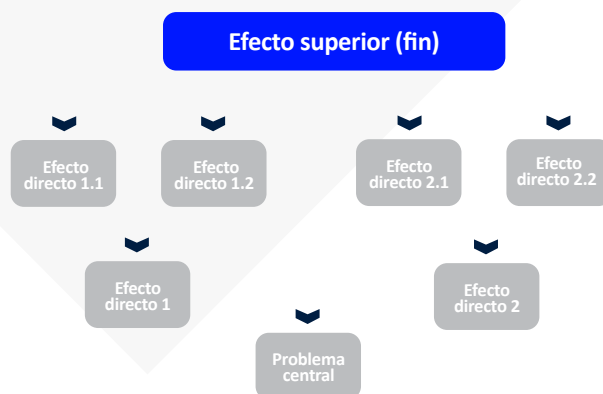 Efecto superior (fin)
Efecto
directo 1.1
Efecto
directo 1.2
Efecto
directo 2.1
Efecto
directo 2.2
Efecto
directo 1
Efecto
directo 2
Problema
central